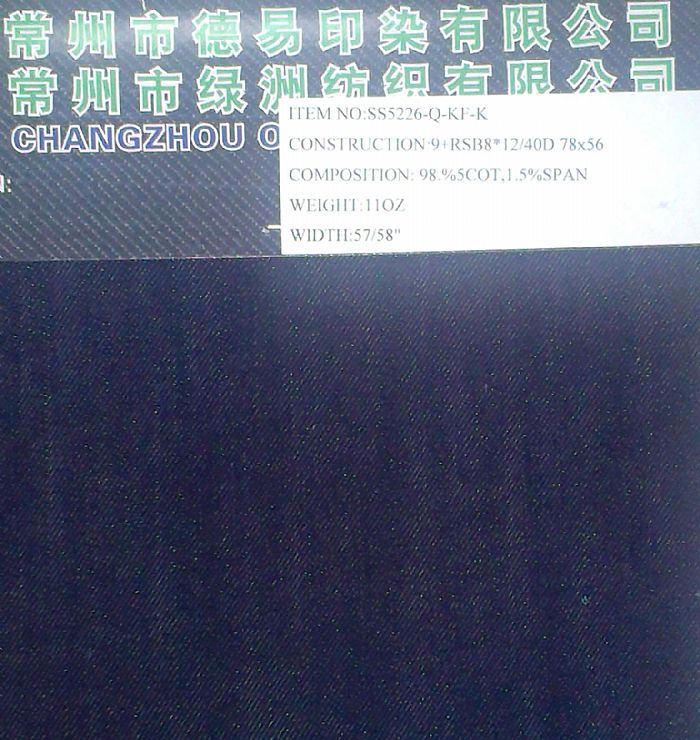 常州市德易印染有限公司
常州市绿洲纺织有限公司
CHANGZHOU O
ITEM NO:SS5226-Q-KF-K
CONSTRUCTION:9+RSB8*12/40D 78x56
COMPOSITION: 98.%5COT,1.5%SPAN
WEIGHT:11OZ
WIDTH:57/58"